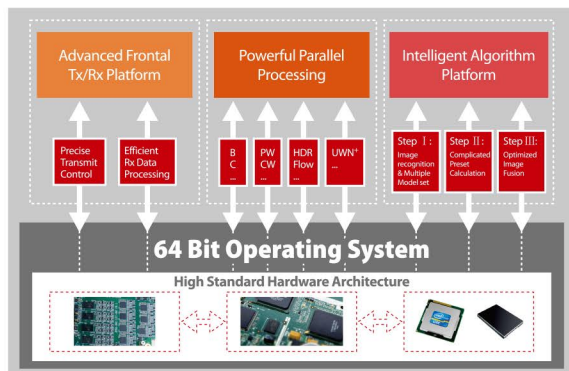 Advanced Frontal
Tx/Rx Platform
Powerful Parallel
Processing
Intelligent Algorithm
Platform
Precise
Transmit
Control
Efficient
Rx Data
Processing
B
C
...
PW
CW
...
HDR
Flow
...
UWN+
...
Step Ⅰ:
Image
recognition
& Multiple
Model set
Step Ⅱ:
Complicated
Preset
Calculation
Step Ⅲ:
Optimized
Image
Fusion
64 Bit Operating System
High Standard Hardware Architecture